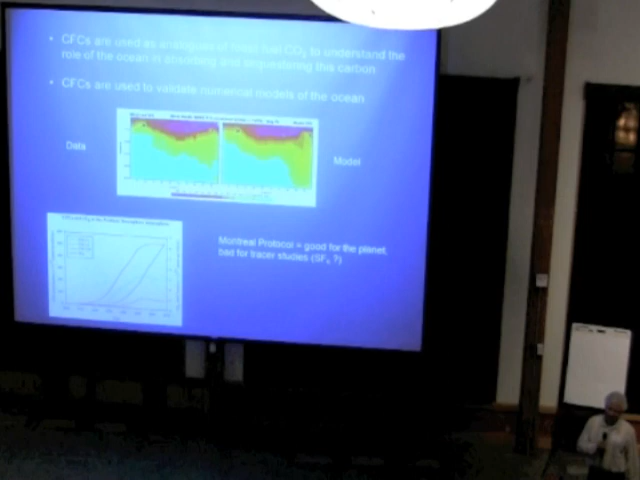 • CFCs are used as analogues of fossil fuel CO₂ to understand the
role of the ocean in absorbing and sequestering this carbon
• CFCs are used to validate numerical models of the ocean
Data
Model
Montreal Protocol = good for the planet,
bad for tracer studies (SF₆ ?)